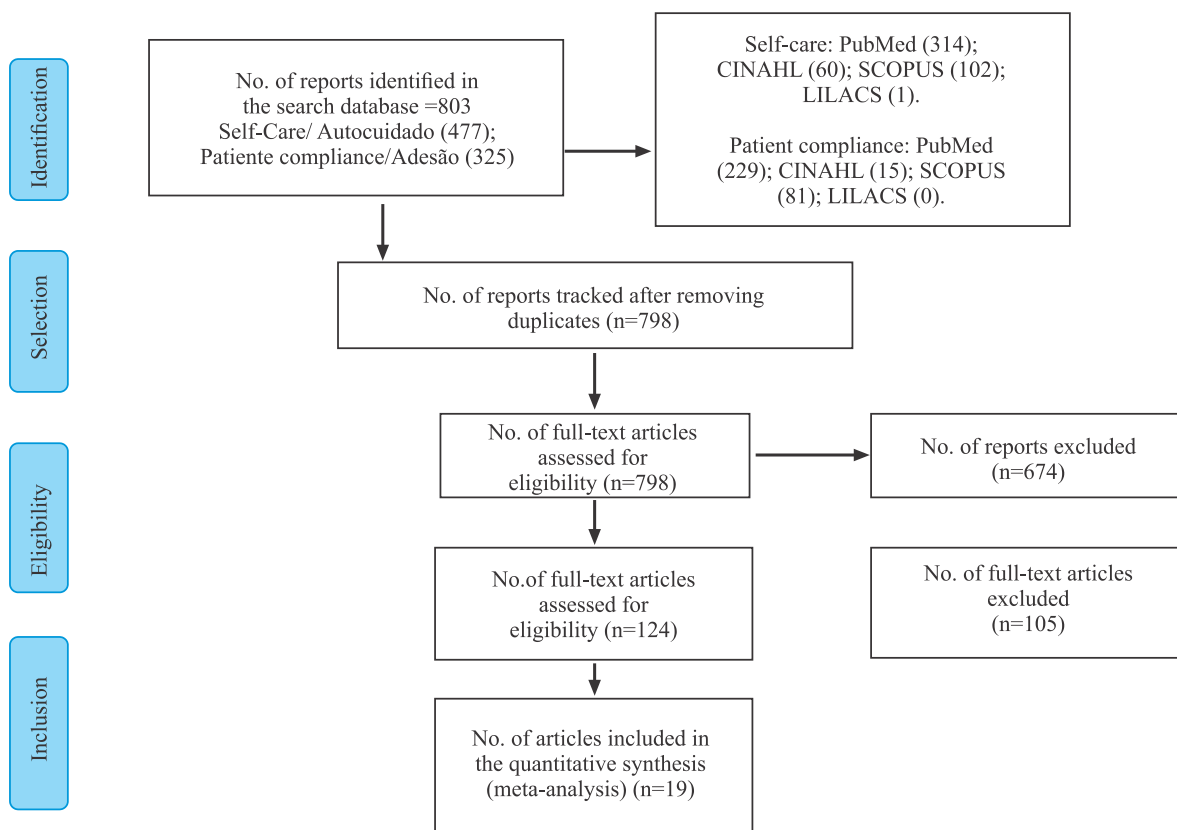 Identification
No. of reports identified in
the search database =803
Self-Care/ Autocuidado (477);
Patiente compliance/Adesão (325)
Self-care: PubMed (314);
CINAHL (60); SCOPUS (102);
LILACS (1).
Patient compliance: PubMed
(229); CINAHL (15); SCOPUS
(81); LILACS (0).
Selection
No. of reports tracked after removing
duplicates (n=798)
Eligibility
No. of full-text articles
assessed for
eligibility (n=798)
No. of reports excluded
(n=674)
No.of full-text articles
assessed for
eligibility (n=124)
No. of full-text articles
excluded
(n=105)
Inclusion
No. of articles included in
the quantitative synthesis
(meta-analysis) (n=19)